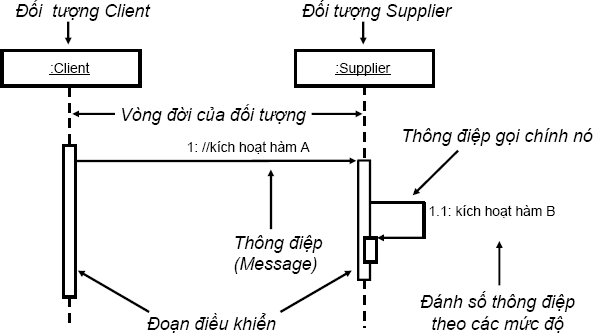 Đối tượng Client
Đối tượng Supplier
:Client
:Supplier
Vòng đời của đối tượng
Thông điệp gọi chính nó
1: //kích hoạt hàm A
1.1: kích hoạt hàm B
Thông điệp
(Message)
Đoạn điều khiển
Đánh số thông điệp
theo các mức độ